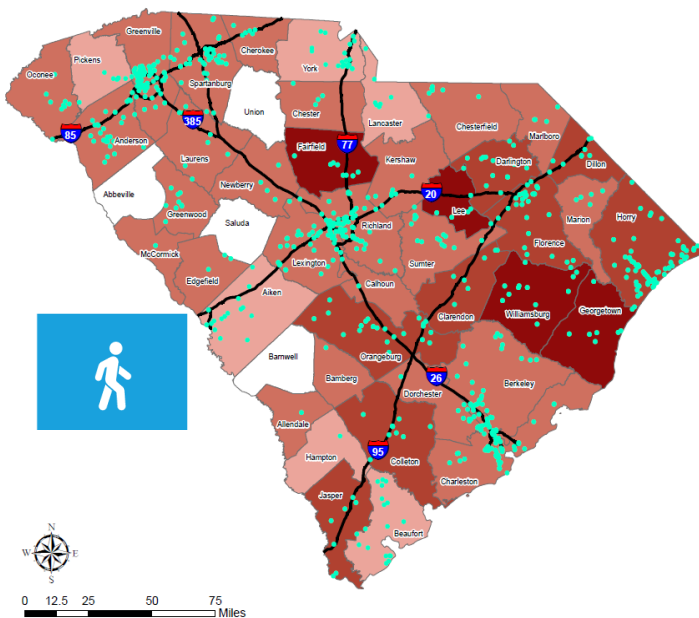 Greenville
Cherokee
Pickens
York
Oconee
Spartanburg
Union
Lancaster
Chester
Chesterfield
385
85
Anderson
Marlboro
77
Fairfield
Laurens
Kershaw
Darlington
Dillon
Newberry
Abbeville
20
Greenwood
Lee
Saluda
Richland
Marion
Horry
Florence
McCormick
Lexington
Sumter
Edgefield
Calhoun
Aiken
Georgetown
Clarendon
Williamsburg
Barnwell
Orangeburg
Bamberg
26
Berkeley
Dorchester
Allendale
95
Hampton
Colleton
Charleston
Jasper
Beaufort
N
W E
S
0 12.5 25 50 75
Miles